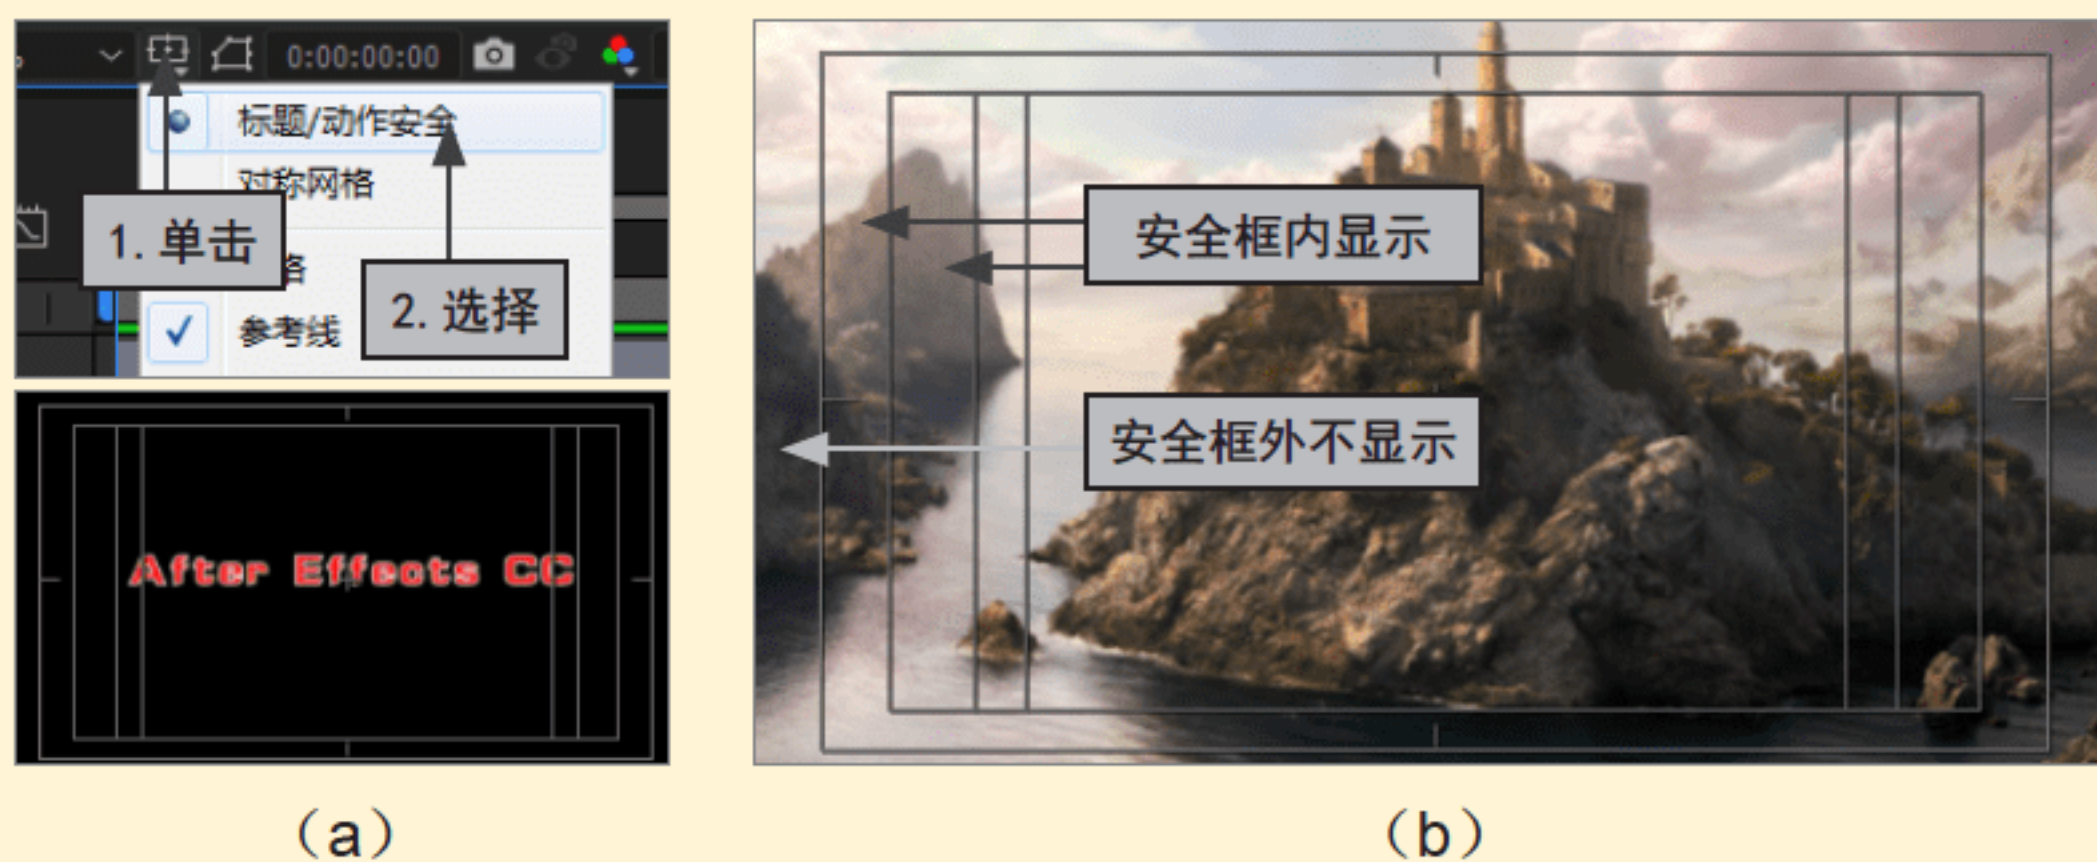 0:00:00:00
标题/动作安全
对称网格
1.单击
格
2.选择
参考线
After Effects CC
(a)
安全框内显示
安全框外不显示
(b)